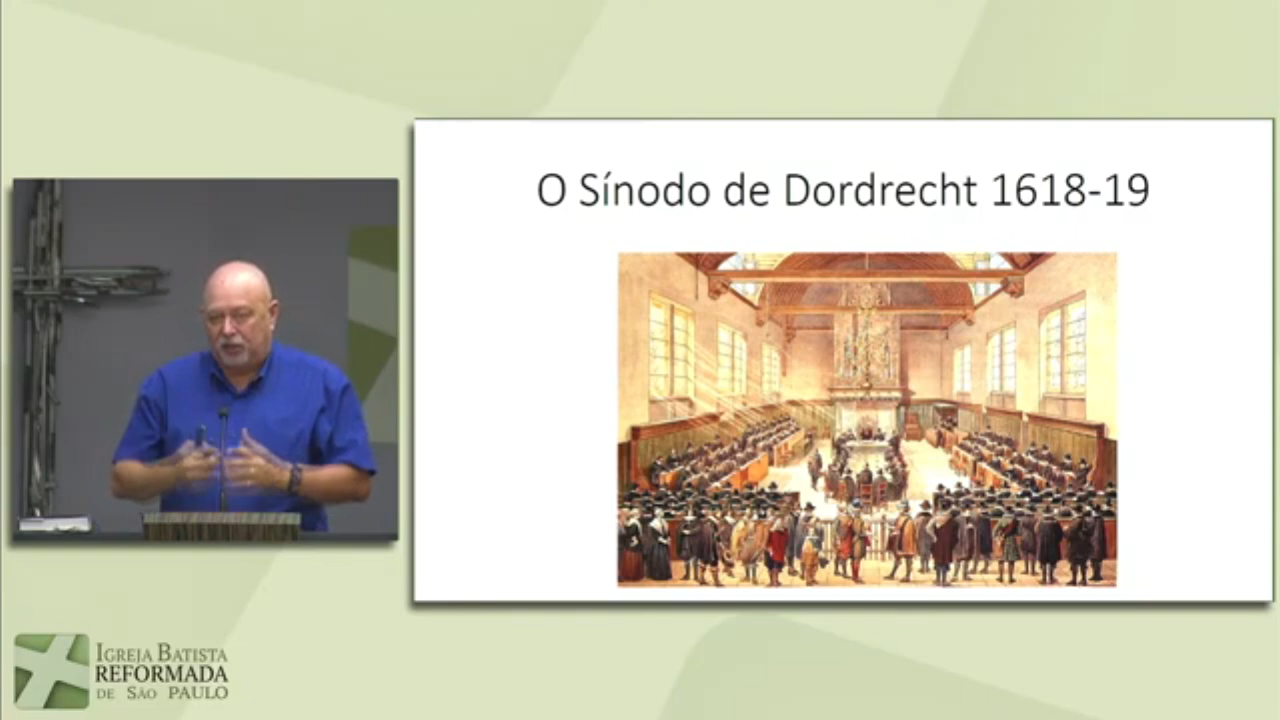 O Sínodo de Dordrecht 1618-19
IGREJA BATISTA
REFORMADA
DE SÃO PAULO